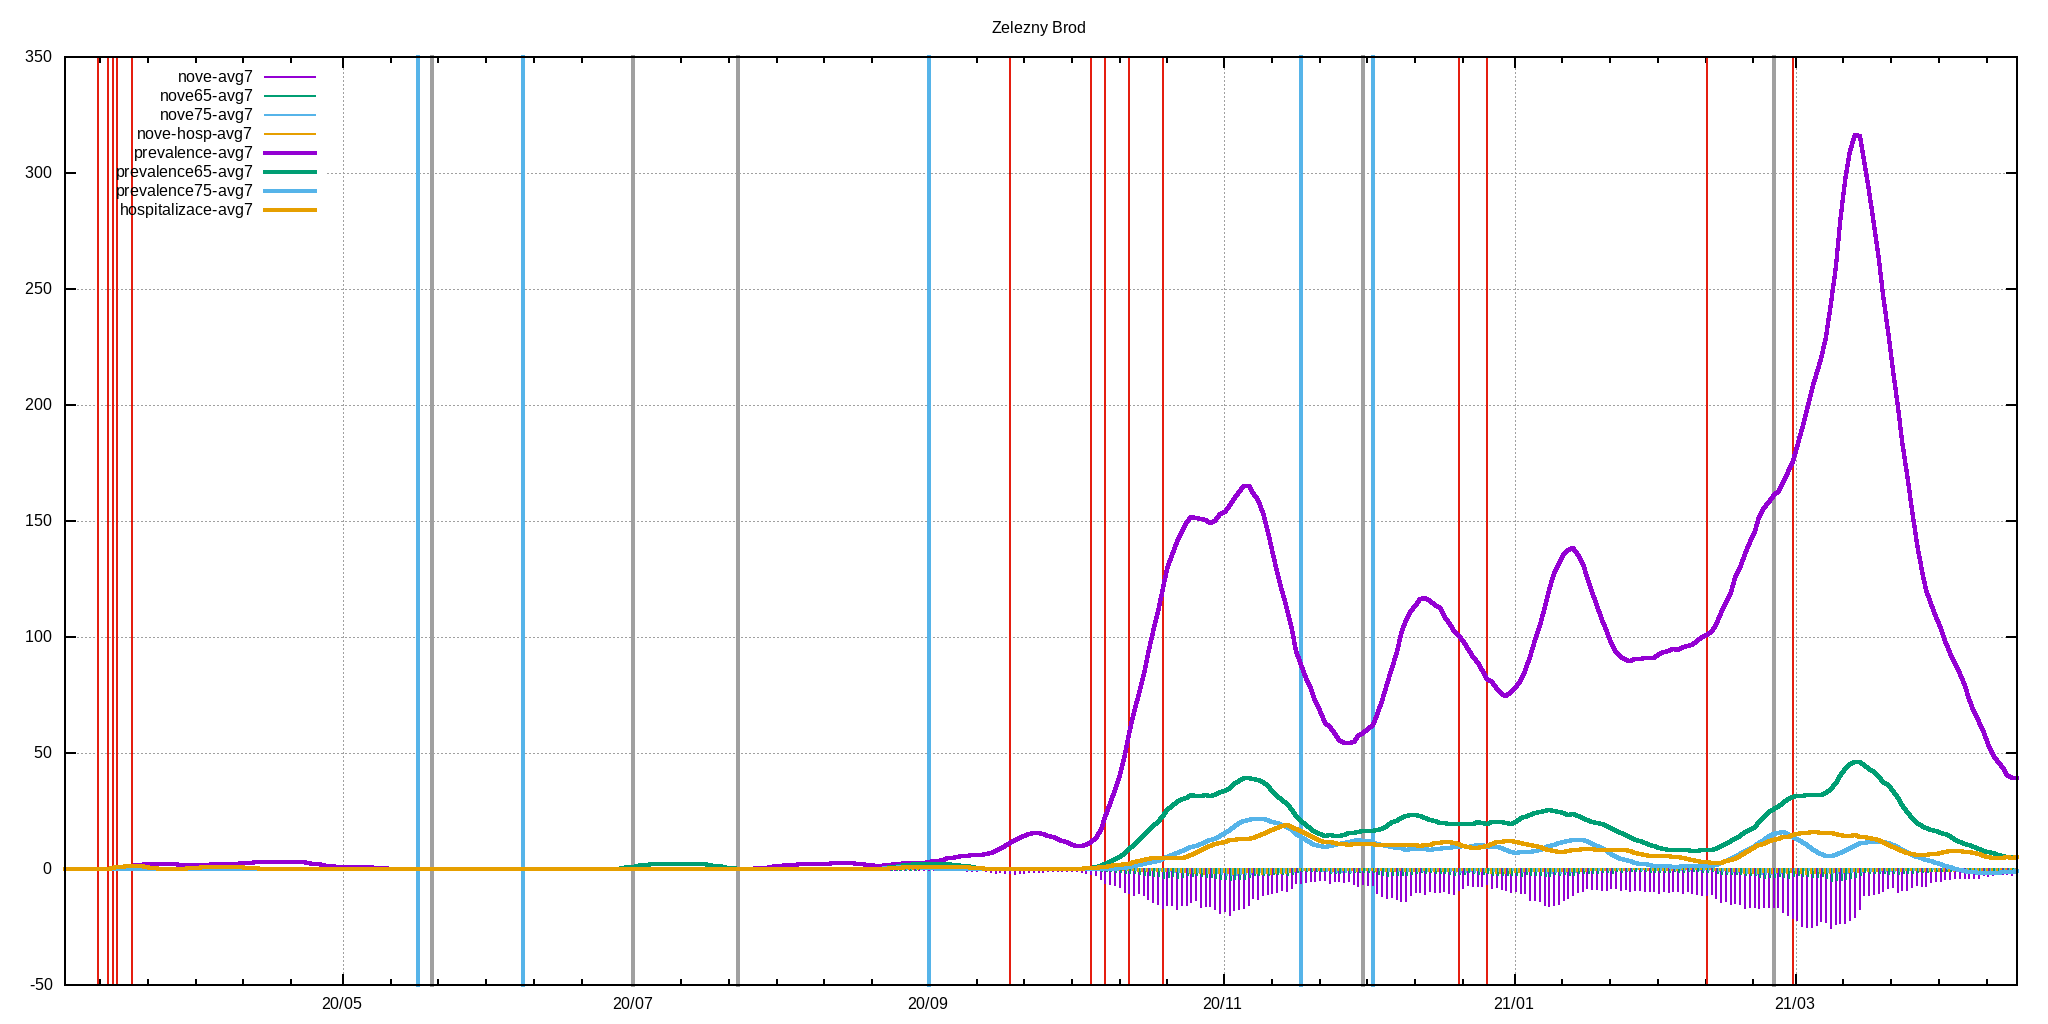 Zelezny Brod
350
300
250
200
150
100
50
0
-50
nove-avg7
nove65-avg7
nove75-avg7
nove-hosp-avg7
prevalence-avg7
prevalence65-avg7
prevalence75-avg7
hospitalizace-avg7
20/05 20/07 20/09 20/11 21/01 21/03